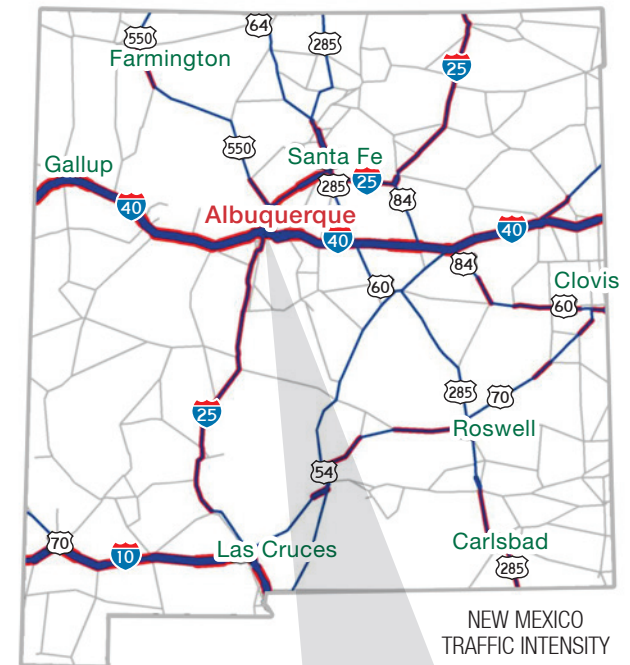 64
550
285
Farmington
25
550
Gallup
Santa Fe
285
25
84
40
Albuquerque
40
40
84
60
Clovis
60
285
70
25
Roswell
54
70
10
Las Cruces
Carlsbad
285
NEW MEXICO
TRAFFIC INTENSITY